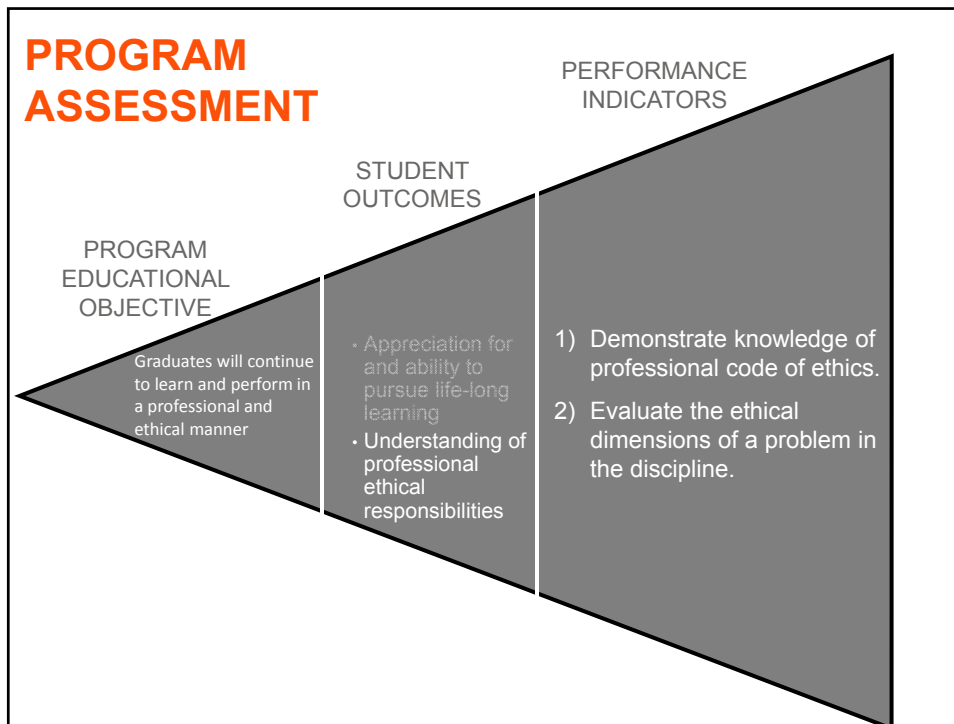 PROGRAM
ASSESSMENT
PERFORMANCE
INDICATORS
STUDENT
OUTCOMES
PROGRAM
EDUCATIONAL
OBJECTIVE
Graduates will continue
to learn and perform in
a professional and
ethical manner
• Appreciation for
and ability to
pursue life-long
learning
• Understanding of
professional
ethical
responsibilities
1) Demonstrate knowledge of
professional code of ethics.
2) Evaluate the ethical
dimensions of a problem in
the discipline.